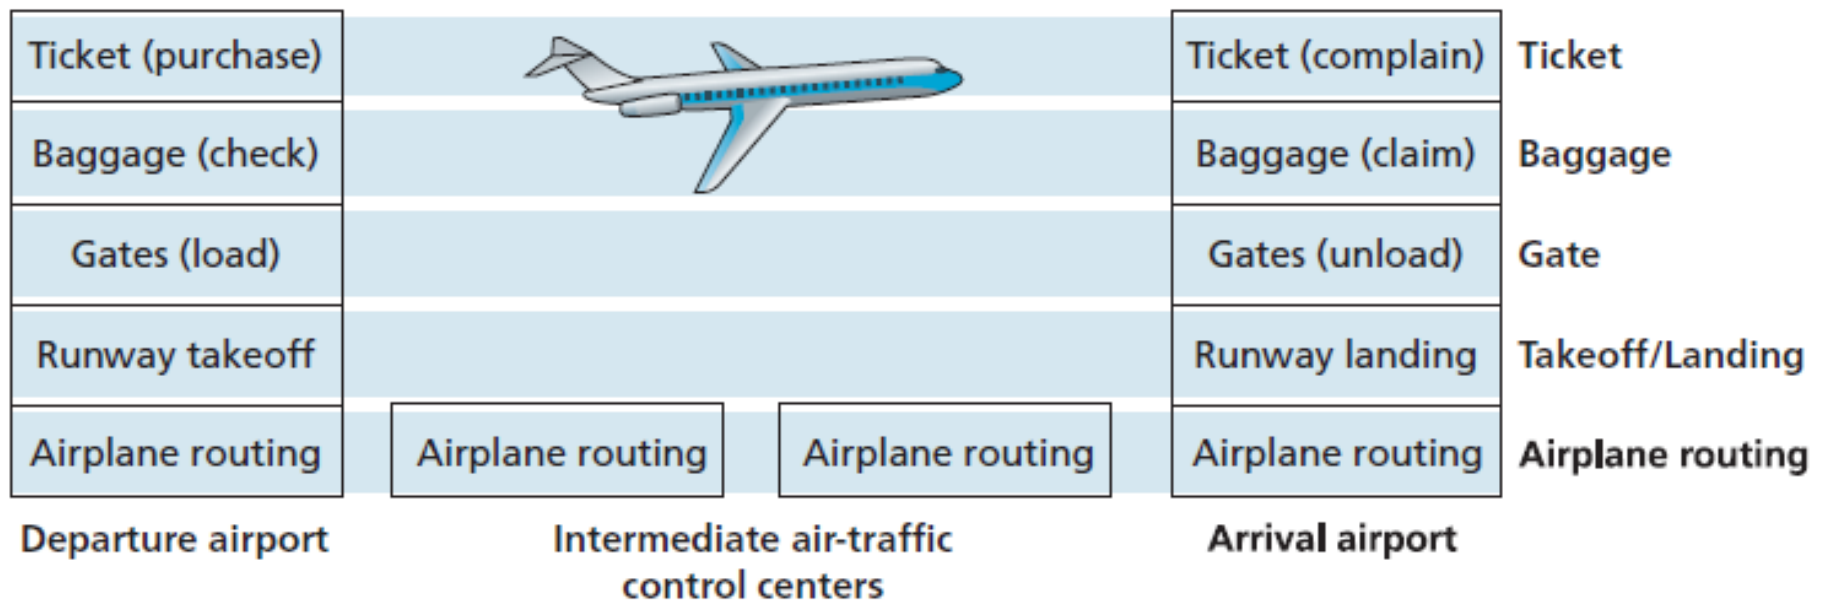 Ticket (purchase)
Ticket (complain)
Ticket
Baggage (check)
Baggage (claim)
Baggage
Gates (load)
Gates (unload)
Gate
Runway takeoff
Runway landing
Takeoff/Landing
Airplane routing
Airplane routing
Airplane routing
Airplane routing
Airplane routing
Departure airport
Intermediate air-traffic
control centers
Arrival airport